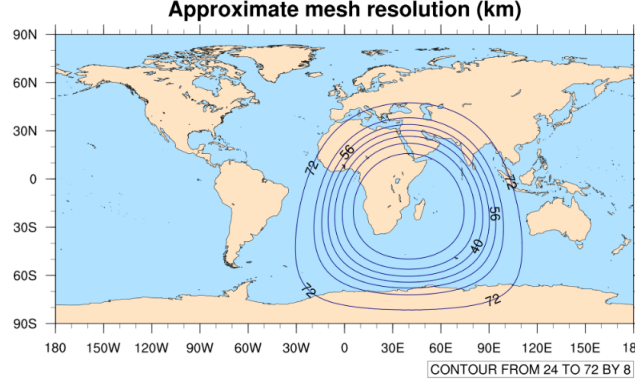 Approximate mesh resolution (km)
90N
60N
30N
0
30S
60S
90S
72
56
72
56
40
72
72
180 150W 120W 90W 60W 30W 0 30E 60E 90E 120E 150E 18
CONTOUR FROM 24 TO 72 BY 8